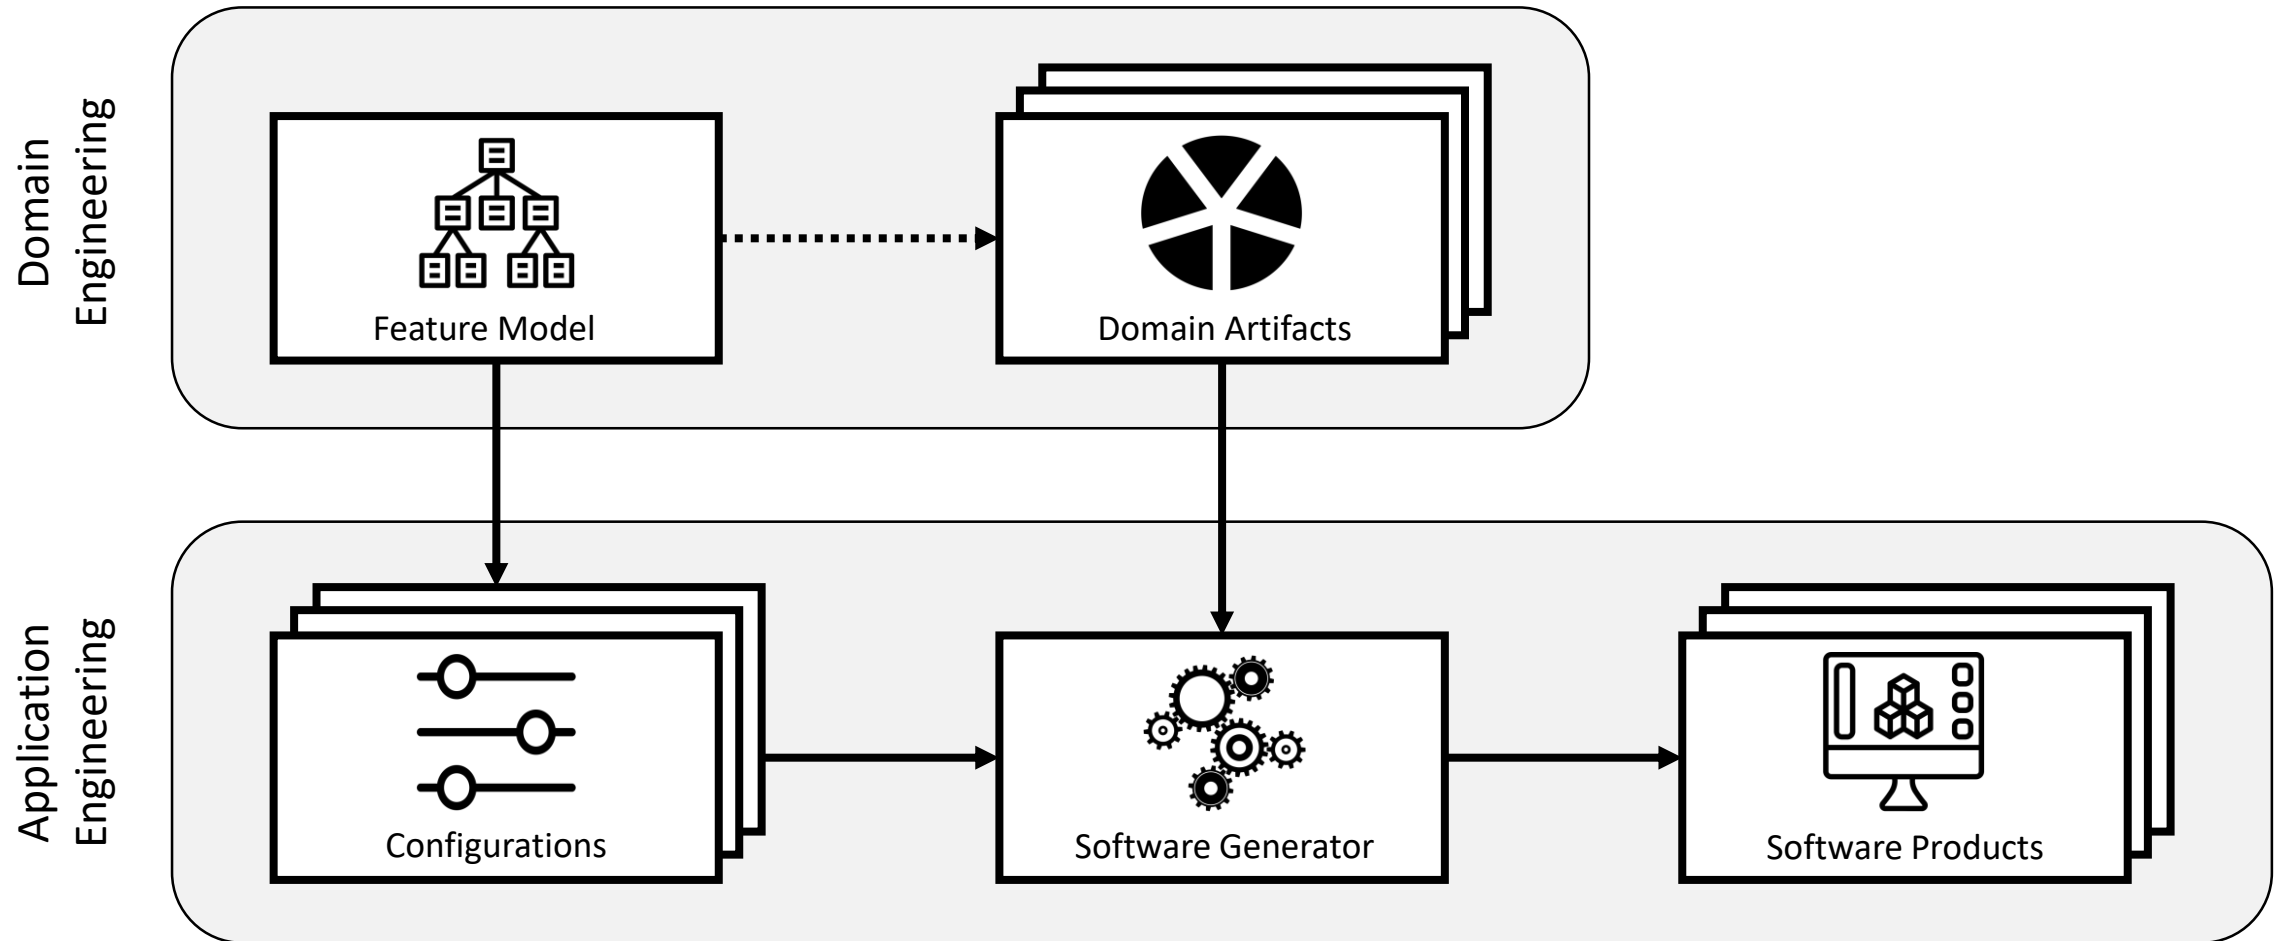 Domain
Engineering
Feature Model
Domain Artifacts
Application
Engineering
Configurations
Software Generator
Software Products